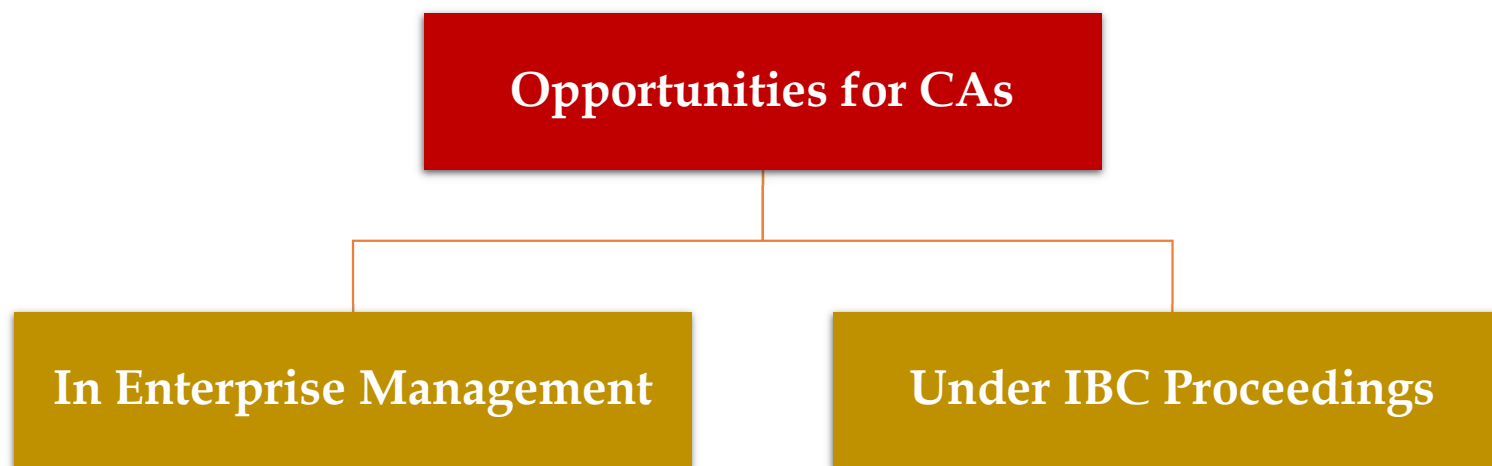 Opportunities for CAs
In Enterprise Management
Under IBC Proceedings